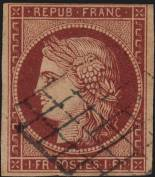 REPUB. FRANC.
1 FR POSTES 1 FR